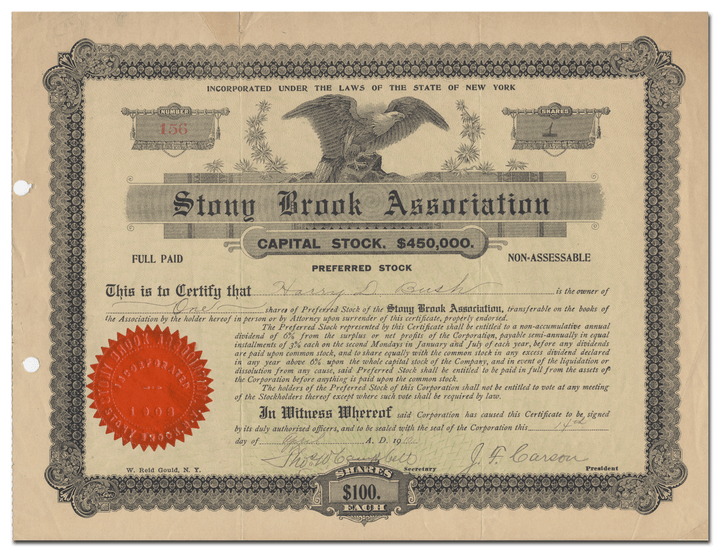 INCORPORATED UNDER THE LAWS OF THE STATE OF NEW YORK
NUMBER
156
SHARES
1
Stony Brook Association
CAPITAL STOCK, $450,000.
FULL PAID
NON-ASSESSABLE
PREFERRED STOCK
This is to Certify that Harry D. Bush is the owner of
One shares of Preferred Stock of the Stony Brook Association, transferable on the books of
the Association by the holder hereof in person or by Attorney upon surrender of this certificate, properly endorsed.
The Preferred Stock represented by this Certificate shall be entitled to a non-accumulative annual
dividend of 6% from the surplus or net profits of the Corporation, payable semi-annually in equal
installments of 3% each on the second Mondays in January and July of each year, before any dividends
are paid upon common stock, and to share equally with the common stock in any excess dividend declared
in any year above 6% upon the whole capital stock of the Company, and in event of the liquidation or
dissolution from any cause, said Preferred Stock shall be entitled to be paid in full from the assets of
the Corporation before anything is paid upon the common stock.
The holders of the Preferred Stock of this Corporation shall not be entitled to vote at any meeting
of the Stockholders thereof except where such vote shall be required by law.
In Witness Whereof said Corporation has caused this Certificate to be signed
by its duly authorized officers, and to be sealed with the seal of the Corporation this 14th
day of April A. D. 19
Thos W Campbell Secretary
J. F. Carson President
W. Reid Gould, N. Y.
SHARES
$100.
EACH
INCORPORATED